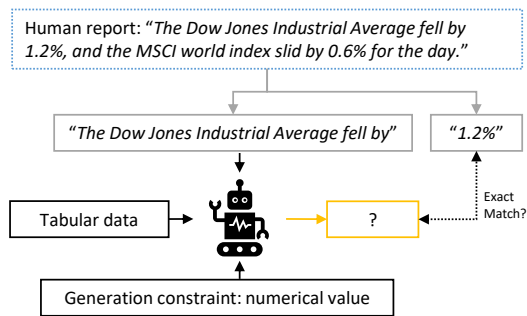 Human report: “The Dow Jones Industrial Average fell by
1.2%, and the MSCI world index slid by 0.6% for the day.”
“The Dow Jones Industrial Average fell by”
“1.2%”
Tabular data
?
Exact
Match?
Generation constraint: numerical value